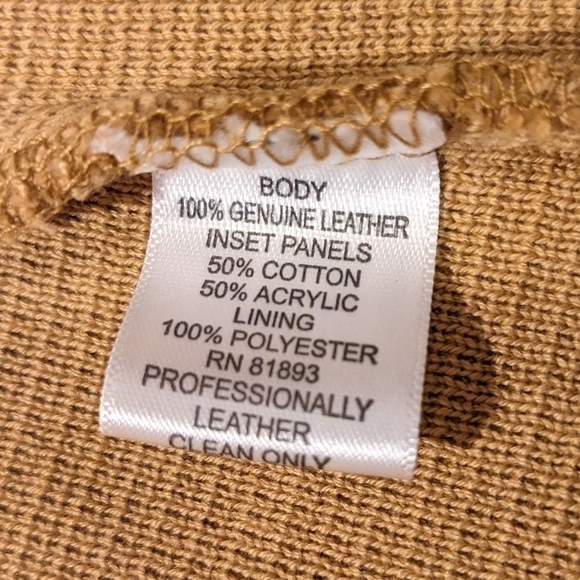 BODY
100% GENUINE LEATHER
INSET PANELS
50% COTTON
50% ACRYLIC
LINING
100% POLYESTER
RN 81893
PROFESSIONALLY
LEATHER
CLEAN ONLY